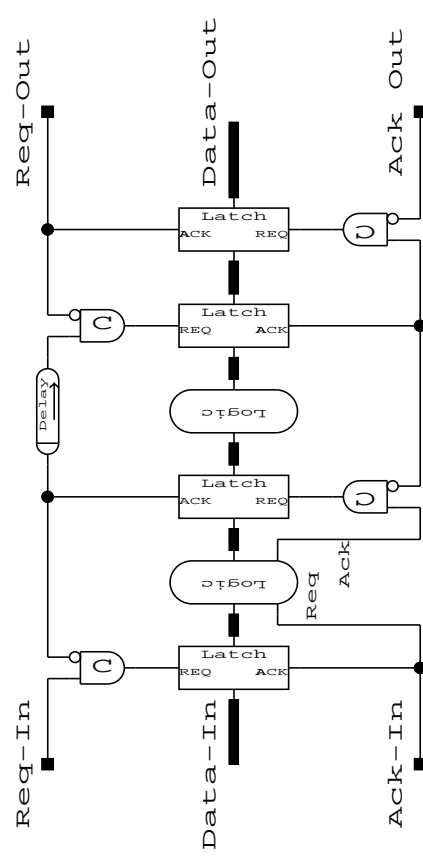 Req-Out
Data-Out
Ack Out
Latch
ACK REQ
C
C
Latch
REQ ACK
Delay
Logic
Latch
ACK REQ
C
Ack
Logic
Req
C
Latch
REQ ACK
Req-In
Data-In
Ack-In